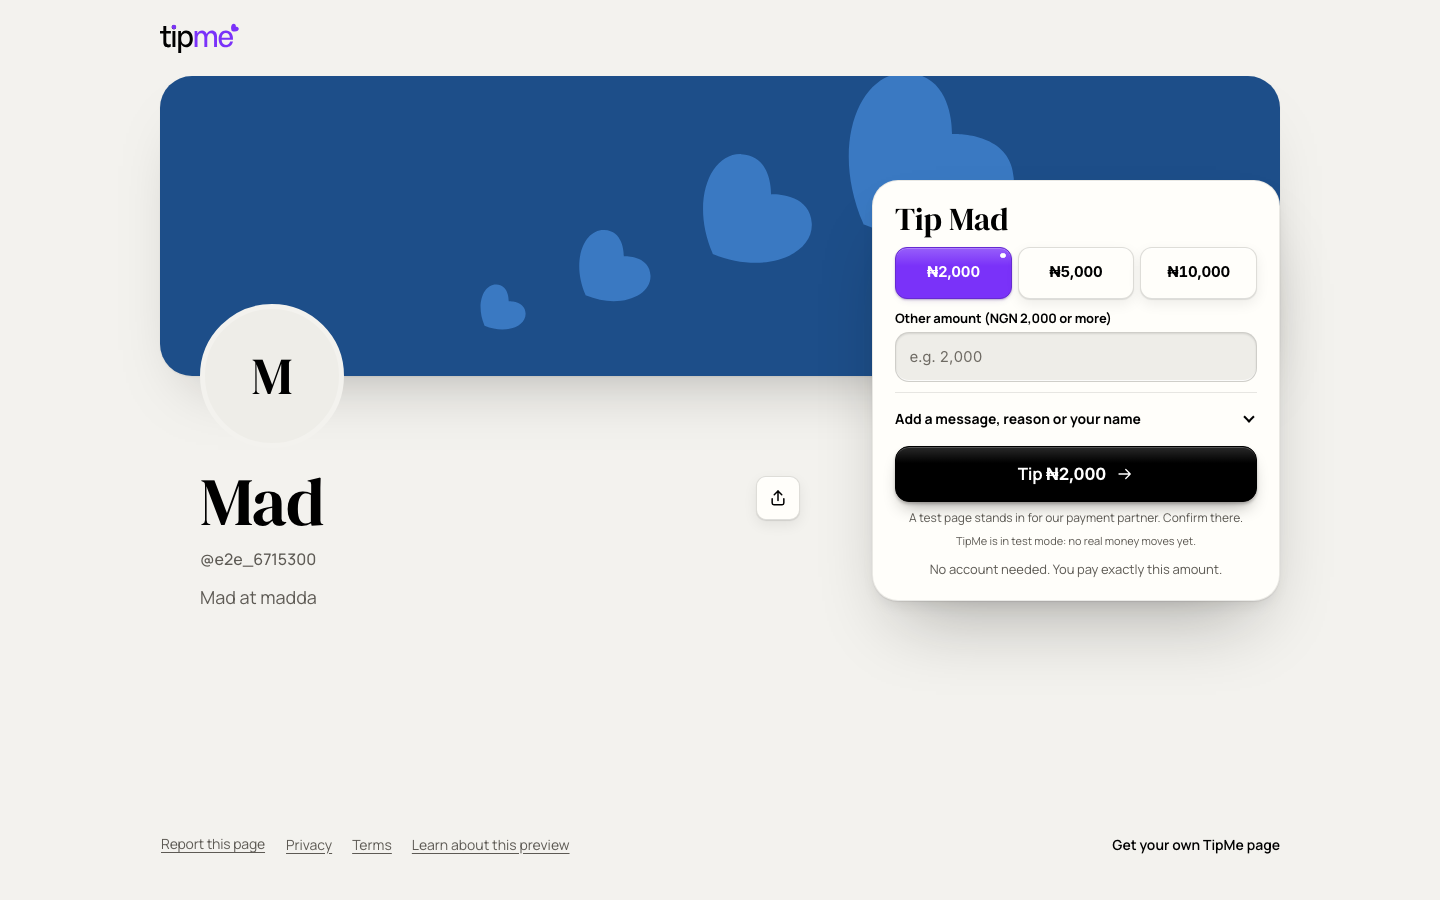 tipme
Tip Mad
₦2,000
₦5,000
₦10,000
Other amount (NGN 2,000 or more)
e.g. 2,000
Add a message, reason or your name
Tip ₦2,000 →
A test page stands in for our payment partner. Confirm there.
TipMe is in test mode: no real money moves yet.
No account needed. You pay exactly this amount.
M
Mad
@e2e_6715300
Mad at madda
Report this page
Privacy
Terms
Learn about this preview
Get your own TipMe page